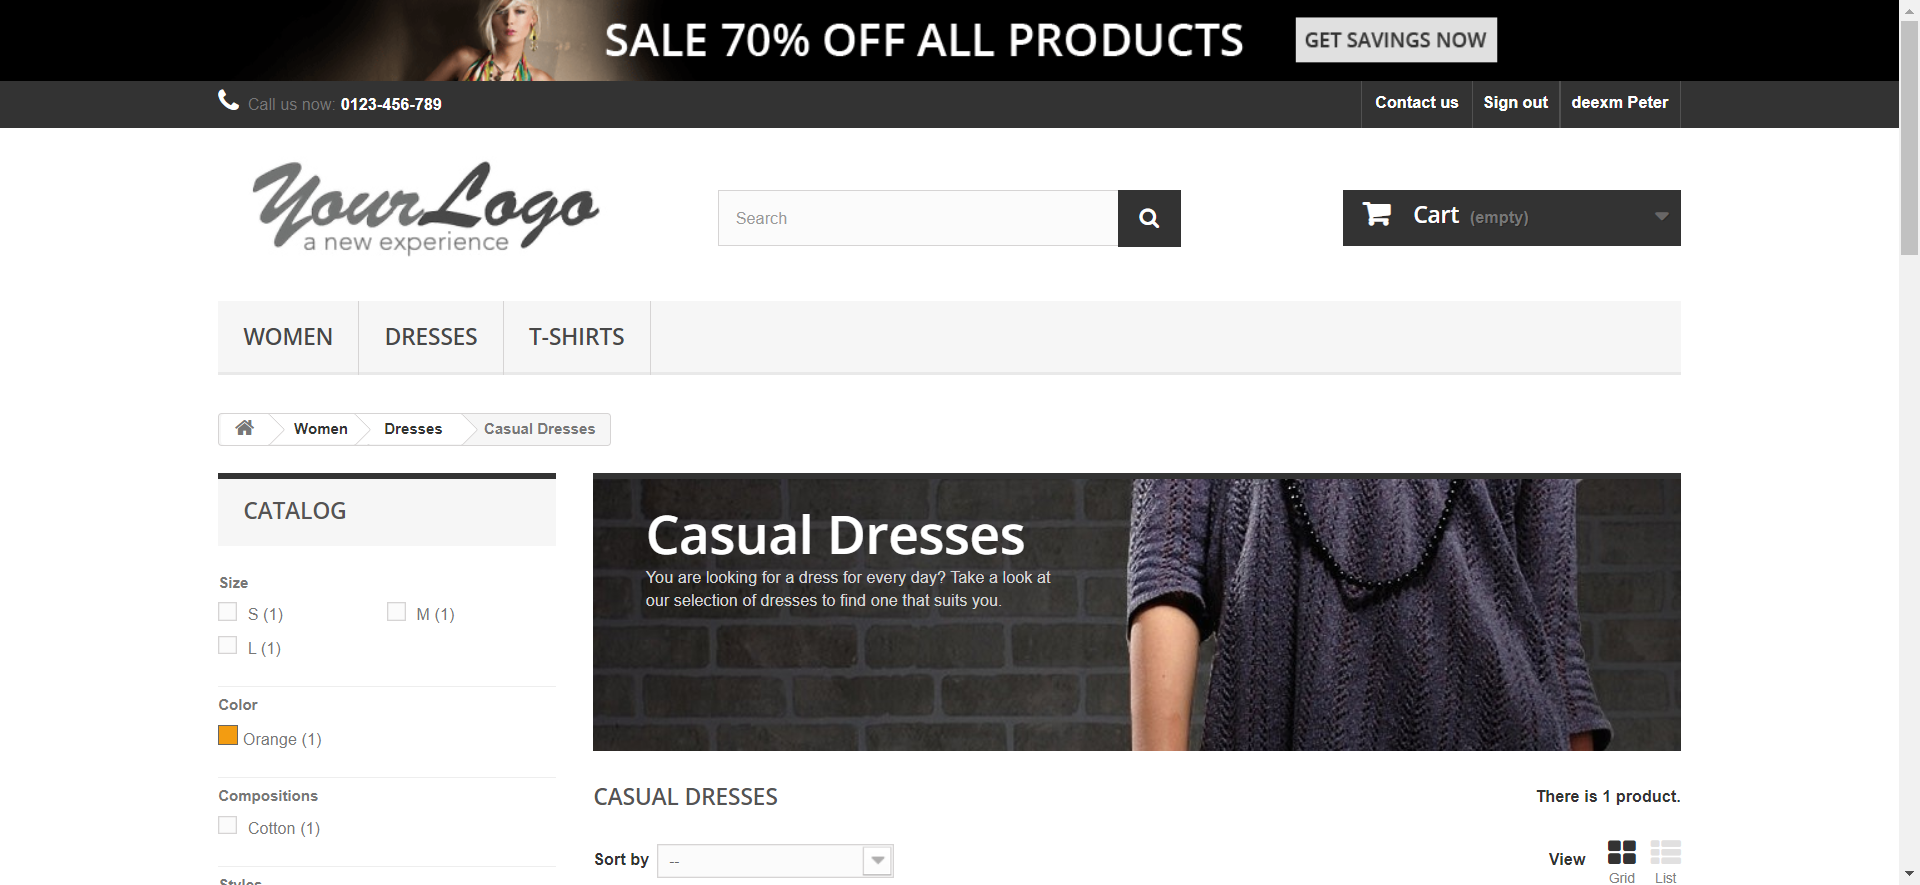 SALE 70% OFF ALL PRODUCTS
GET SAVINGS NOW
Call us now: 0123-456-789
Contact us
Sign out
deexm Peter
YourLogo
a new experience
Search
Cart (empty)
WOMEN
DRESSES
T-SHIRTS
Women
Dresses
Casual Dresses
CATALOG
Size
S (1)
M (1)
L (1)
Color
Orange (1)
Compositions
Cotton (1)
Styles
Casual Dresses
You are looking for a dress for every day? Take a look at
our selection of dresses to find one that suits you.
CASUAL DRESSES
There is 1 product.
Sort by
--
View
Grid
List